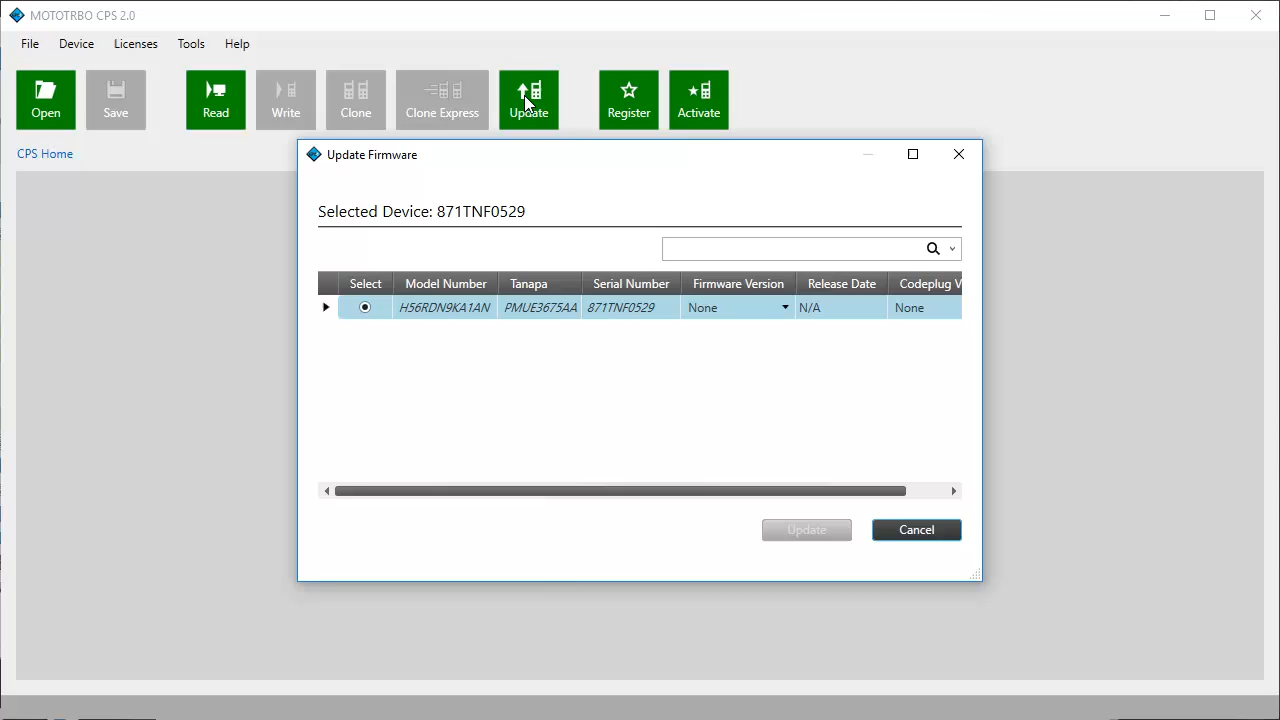 MOTOTRBO CPS 2.0
File Device Licenses Tools Help
Open Save Read Write Clone Clone Express Update Register Activate
CPS Home
Update Firmware
Selected Device: 871TNF0529
Select Model Number Tanapa Serial Number Firmware Version Release Date Codeplug V
H56RDN9KA1AN PMUE3675AA 871TNF0529 None N/A None
Update Cancel